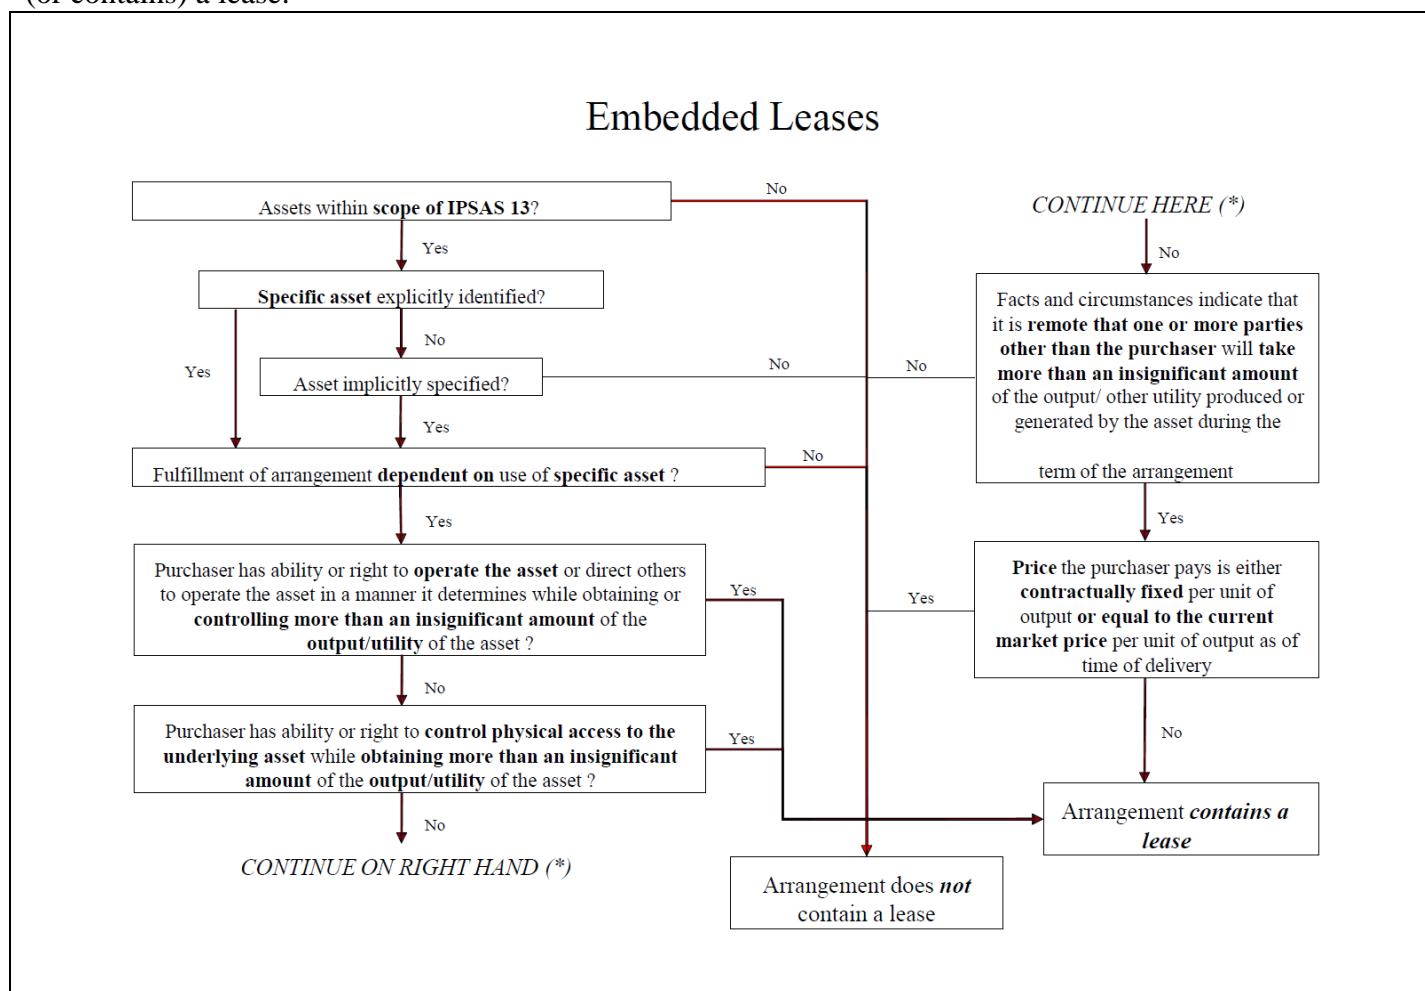 (or contains) a lease.
Embedded Leases
Assets within scope of IPSAS 13?
No
Yes
Specific asset explicitly identified?
Yes
No
Asset implicitly specified?
No
Yes
Fulfillment of arrangement dependent on use of specific asset ?
No
Yes
Purchaser has ability or right to operate the asset or direct others
to operate the asset in a manner it determines while obtaining or
controlling more than an insignificant amount of the
output/utility of the asset ?
Yes
No
Purchaser has ability or right to control physical access to the
underlying asset while obtaining more than an insignificant
amount of the output/utility of the asset ?
Yes
No
CONTINUE ON RIGHT HAND (*)
CONTINUE HERE (*)
No
Facts and circumstances indicate that
it is remote that one or more parties
other than the purchaser will take
more than an insignificant amount
of the output/ other utility produced or
generated by the asset during the
term of the arrangement
No
Yes
Price the purchaser pays is either
contractually fixed per unit of
output or equal to the current
market price per unit of output as of
time of delivery
Yes
No
Arrangement contains a
lease
Arrangement does not
contain a lease